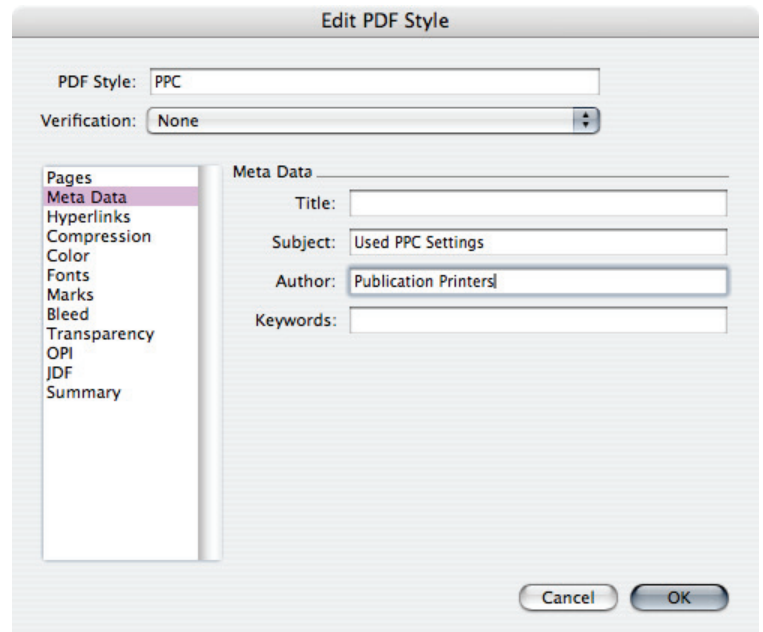 Edit PDF Style
PDF Style: PPC
Verification: None
Pages
Meta Data
Hyperlinks
Compression
Color
Fonts
Marks
Bleed
Transparency
OPI
JDF
Summary
Meta Data
Title:
Subject: Used PPC Settings
Author: Publication Printers
Keywords:
Cancel
OK